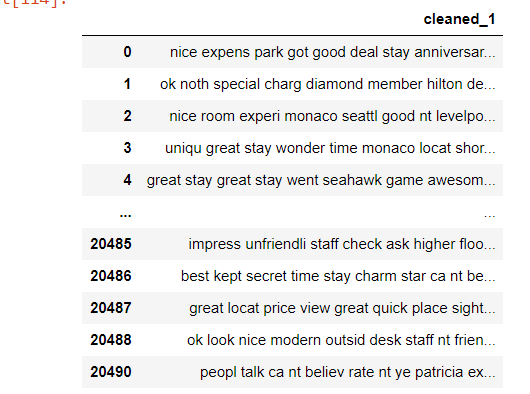 t[114]:
cleaned_1
0 nice expens park got good deal stay anniversar...
1 ok noth special charg diamond member hilton de...
2 nice room experi monaco seattl good nt levelpo...
3 uniqu great stay wonder time monaco locat shor...
4 great stay great stay went seahawk game awesom...
... ...
20485 impress unfriendli staff check ask higher floo...
20486 best kept secret time stay charm star ca nt be...
20487 great locat price view great quick place sight...
20488 ok look nice modern outsid desk staff nt frien...
20490 peopl talk ca nt believ rate nt ye patricia ex...